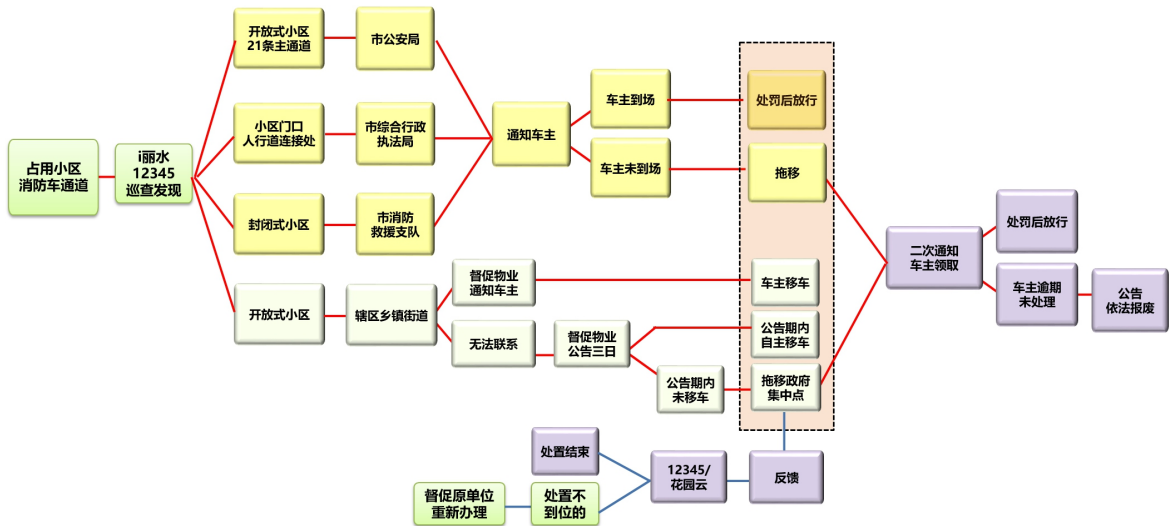 占用小区
消防车通道
i丽水
12345
巡查发现
开放式小区
21条主通道
市公安局
小区门口
人行道连接处
市综合行政
执法局
封闭式小区
市消防
救援支队
通知车主
车主到场
处罚后放行
车主未到场
拖移
开放式小区
辖区乡镇街道
督促物业
通知车主
车主移车
无法联系
督促物业
公告三日
公告期内
自主移车
公告期内
未移车
拖移政府
集中点
二次通知
车主领取
处罚后放行
车主逾期
未处理
公告
依法报废
处置结束
12345/
花园云
反馈
督促原单位
重新办理
处置不
到位的